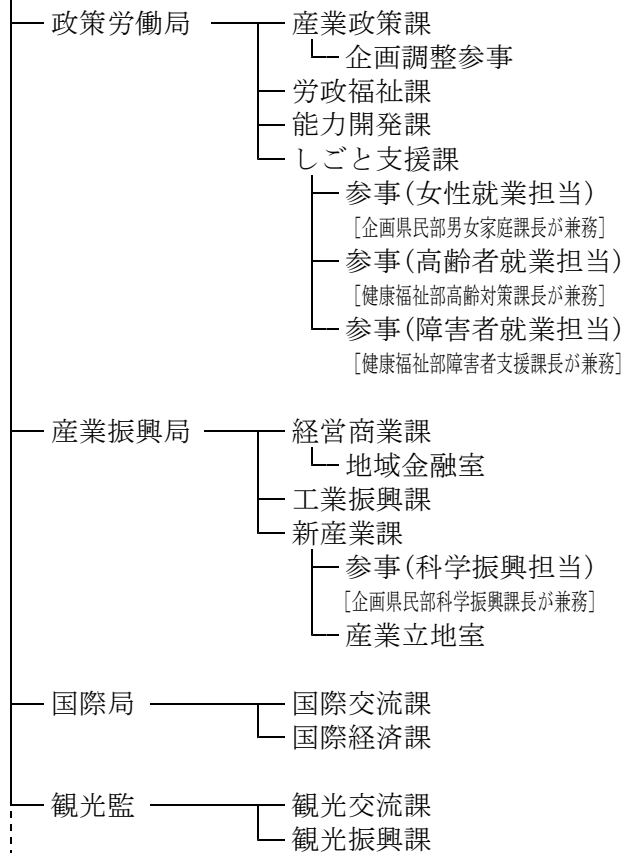 政策労働局 産業政策課
企画調整参事
労政福祉課
能力開発課
しごと支援課
参事(女性就業担当)
[企画県民部男女家庭課長が兼務]
参事(高齢者就業担当)
[健康福祉部高齢対策課長が兼務]
参事(障害者就業担当)
[健康福祉部障害者支援課長が兼務]
産業振興局 経営商業課
地域金融室
工業振興課
新産業課
参事(科学振興担当)
[企画県民部科学振興課長が兼務]
産業立地室
国際局 国際交流課
国際経済課
観光監 観光交流課
観光振興課